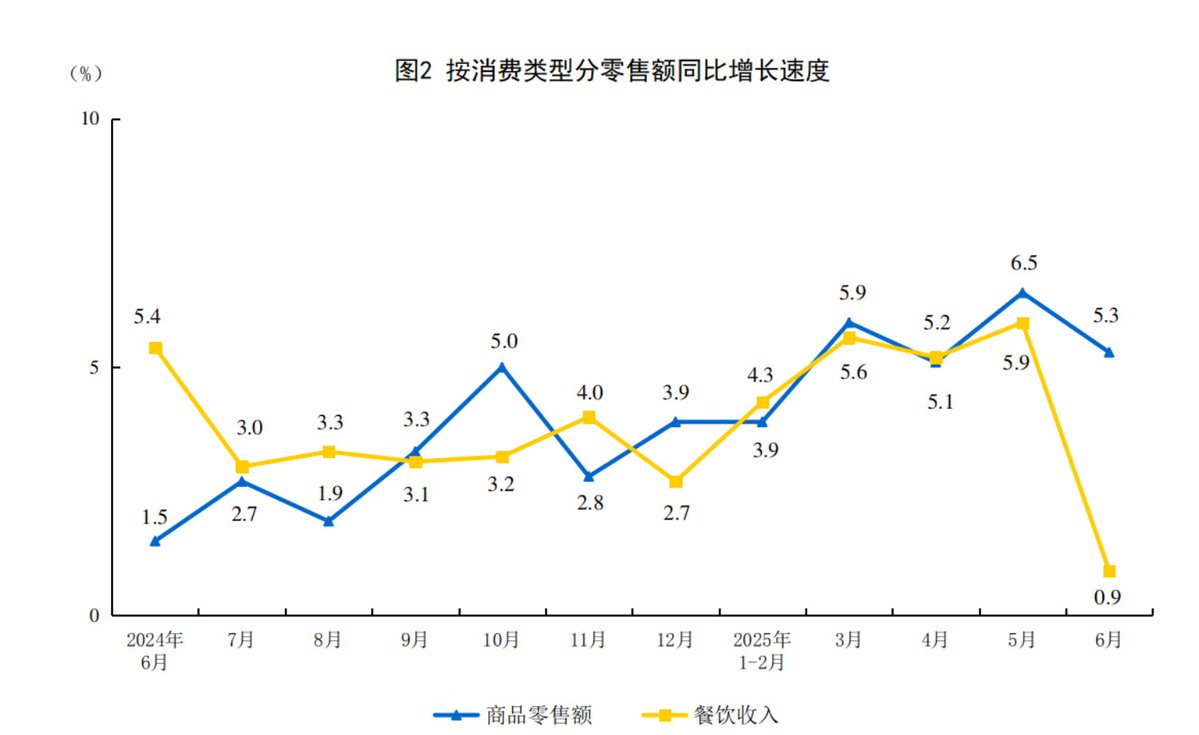 图2 按消费类型分零售额同比增长速度
（%）
10
5
0
5.4
3.0
3.3
3.3
5.0
4.0
3.9
4.3
5.9
5.2
6.5
5.3
1.5
2.7
1.9
3.1
3.2
2.8
2.7
3.9
5.6
5.1
5.9
0.9
2024年
6月
7月
8月
9月
10月
11月
12月
2025年
1-2月
3月
4月
5月
6月
商品零售额
餐饮收入